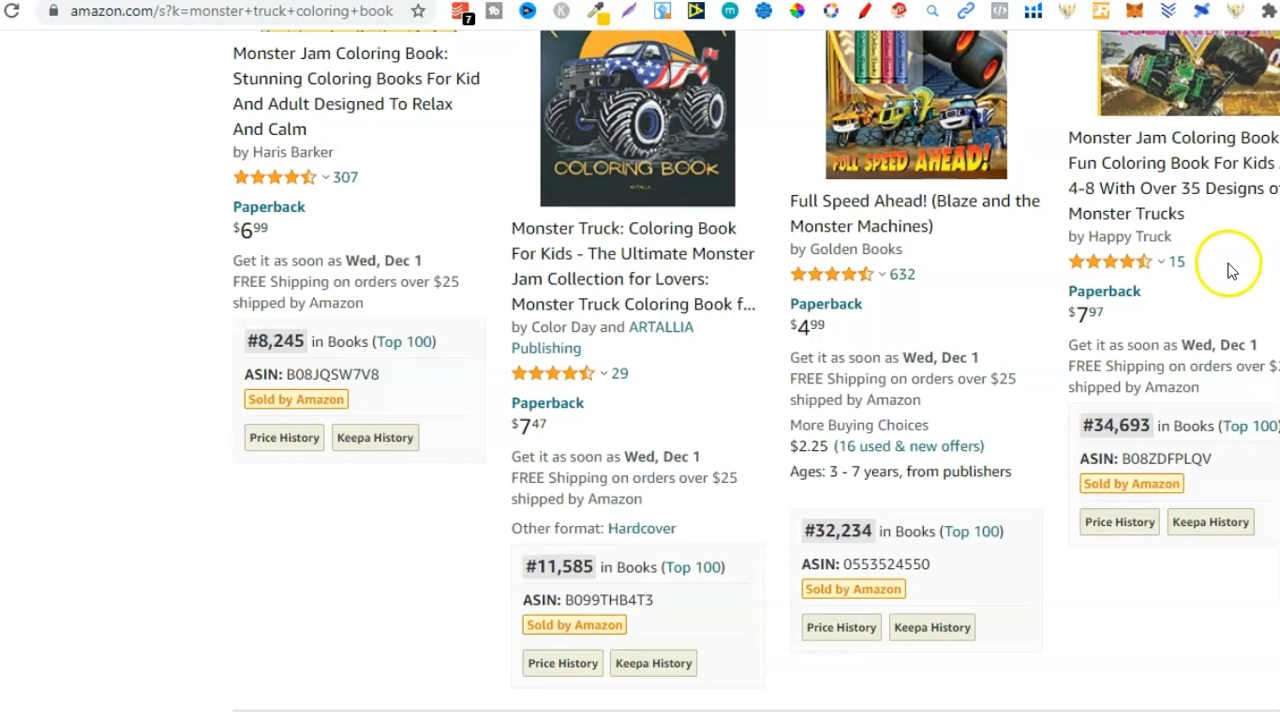 amazon.com/s?k=monster+truck+coloring+book
7
Monster Jam Coloring Book:
Stunning Coloring Books For Kid
And Adult Designed To Relax
And Calm
by Haris Barker
307
Paperback
$6⁹⁹
Get it as soon as Wed, Dec 1
FREE Shipping on orders over $25
shipped by Amazon
#8,245 in Books (Top 100)
ASIN: B08JQSW7V8
Sold by Amazon
Price History
Keepa History
COLORING BOOK
ARTALLIA
Monster Truck: Coloring Book
For Kids - The Ultimate Monster
Jam Collection for Lovers:
Monster Truck Coloring Book f...
by Color Day and ARTALLIA
Publishing
29
Paperback
$7⁴⁷
Get it as soon as Wed, Dec 1
FREE Shipping on orders over $25
shipped by Amazon
Other format: Hardcover
#11,585 in Books (Top 100)
ASIN: B099THB4T3
Sold by Amazon
Price History
Keepa History
FULL SPEED AHEAD!
Full Speed Ahead! (Blaze and the
Monster Machines)
by Golden Books
632
Paperback
$4⁹⁹
Get it as soon as Wed, Dec 1
FREE Shipping on orders over $25
shipped by Amazon
More Buying Choices
$2.25 (16 used & new offers)
Ages: 3 - 7 years, from publishers
#32,234 in Books (Top 100)
ASIN: 0553524550
Sold by Amazon
Price History
Keepa History
Monster Jam Coloring Book
Fun Coloring Book For Kids
4-8 With Over 35 Designs o
Monster Trucks
by Happy Truck
15
Paperback
$7⁹⁷
Get it as soon as Wed, Dec 1
FREE Shipping on orders over $
shipped by Amazon
#34,693 in Books (Top 100)
ASIN: B08ZDFPLQV
Sold by Amazon
Price History
Keepa History